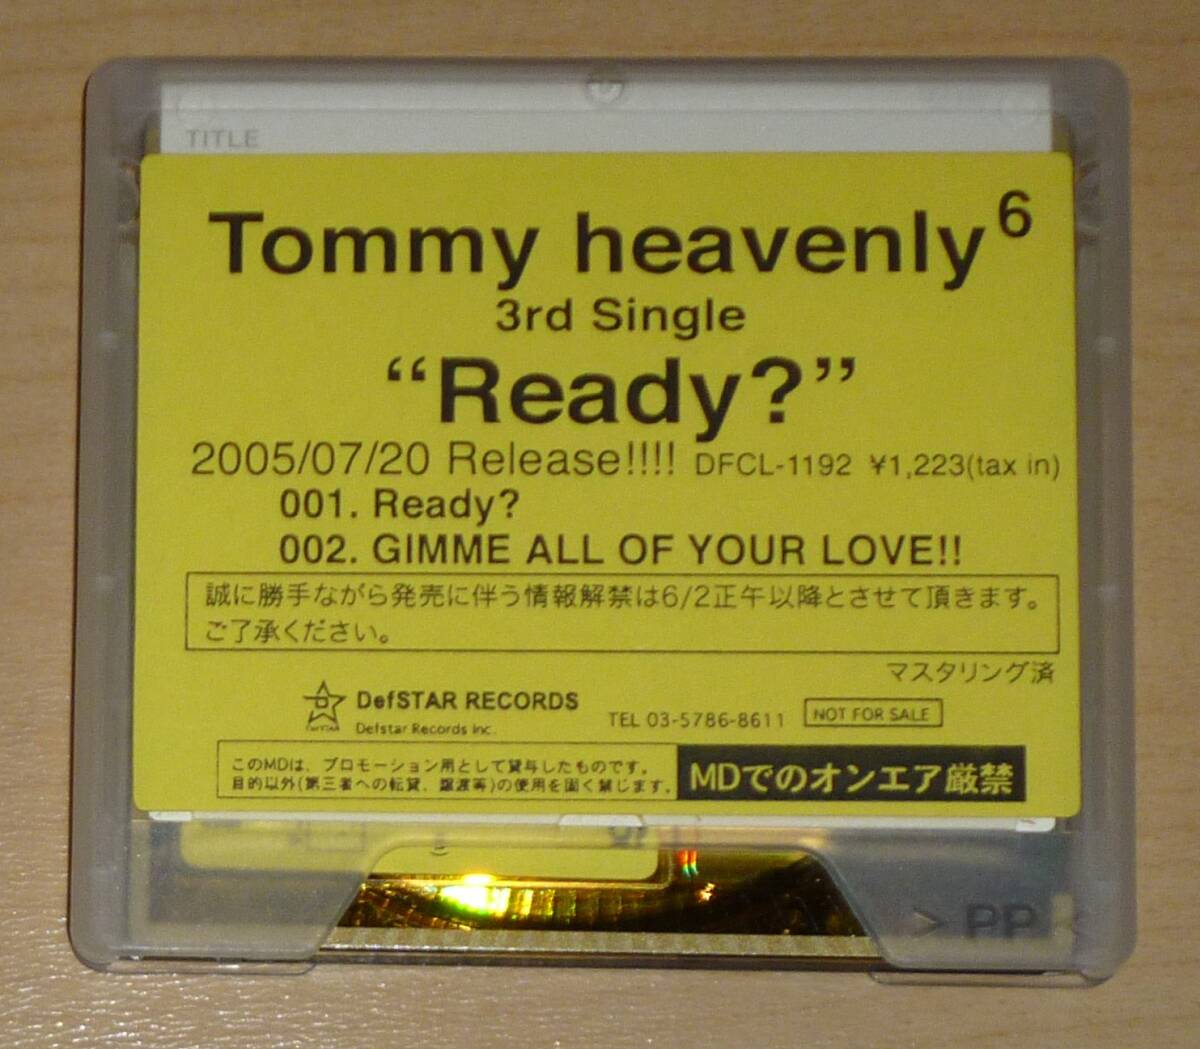 TITLE
Tommy heavenly6
3rd Single
“Ready?”
2005/07/20 Release!!!! DFCL-1192 ¥1,223(tax in)
001. Ready?
002. GIMME ALL OF YOUR LOVE!!
誠に勝手ながら発売に伴う情報解禁は6/2正午以降とさせて頂きます。
ご了承ください。
マスタリング済
DefSTAR RECORDS
Defstar Records Inc.
TEL 03-5786-8611
NOT FOR SALE
このMDは、プロモーション用として貸与したものです。
目的以外(第三者への転貸、譲渡等)の使用を固く禁じます。
MDでのオンエア厳禁
> PP <